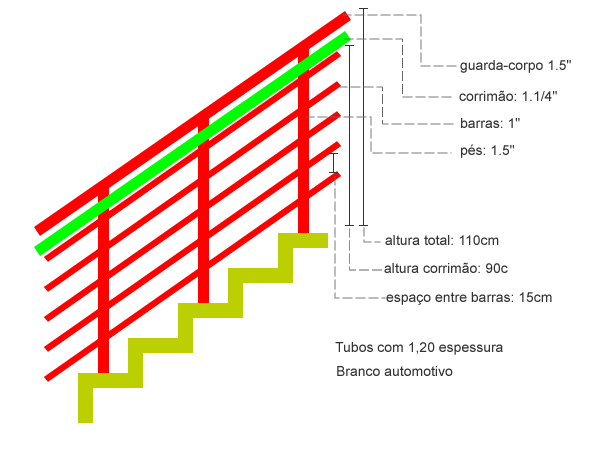 guarda-corpo 1.5"
corrimão: 1.1/4"
barras: 1"
pés: 1.5"
altura total: 110cm
altura corrimão: 90c
espaço entre barras: 15cm
Tubos com 1,20 espessura
Branco automotivo